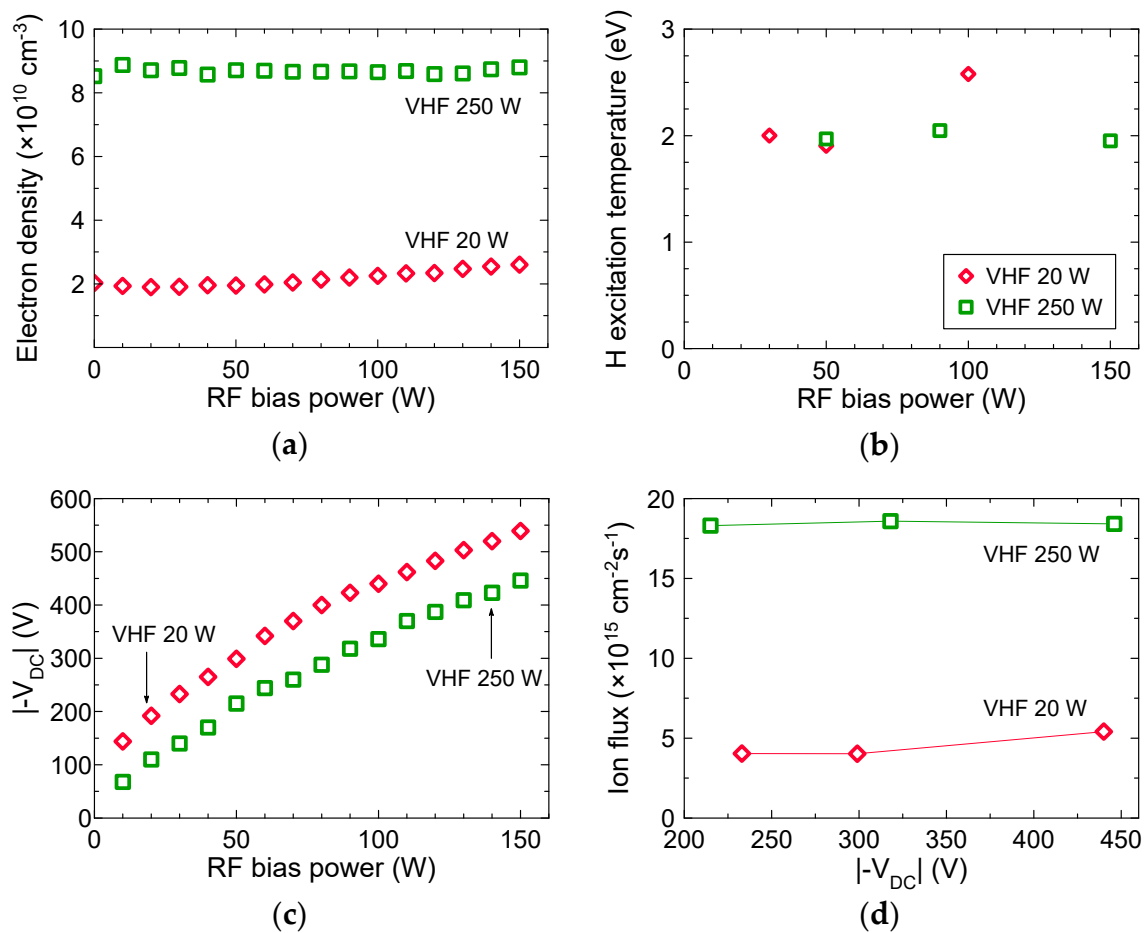 Electron density (×10¹⁰ cm⁻³)
10
8
6
4
2
VHF 250 W
VHF 20 W
0 50 100 150
RF bias power (W)
(a)
H excitation temperature (eV)
3
2
1
0
VHF 20 W
VHF 250 W
0 50 100 150
RF bias power (W)
(b)
|-V_DC| (V)
600
500
400
300
200
100
0
VHF 20 W
VHF 250 W
0 50 100 150
RF bias power (W)
(c)
Ion flux (×10¹⁵ cm⁻²s⁻¹)
20
15
10
5
0
VHF 250 W
VHF 20 W
200 250 300 350 400 450
|-V_DC| (V)
(d)